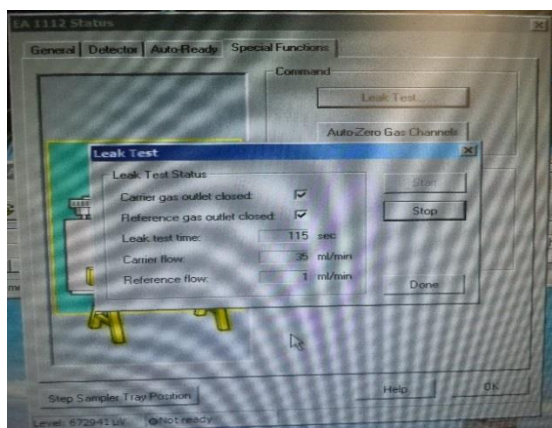 EA 1112 Status
General Detector Auto-Ready Special Functions
Command
Leak Test...
Auto-Zero Gas Channels
Leak Test
Leak Test Status
Carrier gas outlet closed:
Reference gas outlet closed:
Leak test time: 115 sec
Carrier flow: 35 ml/min
Reference flow: 1 ml/min
Start
Stop
Done
Step Sampler Tray Position
Help
OK
Level: 672941 uV Not ready